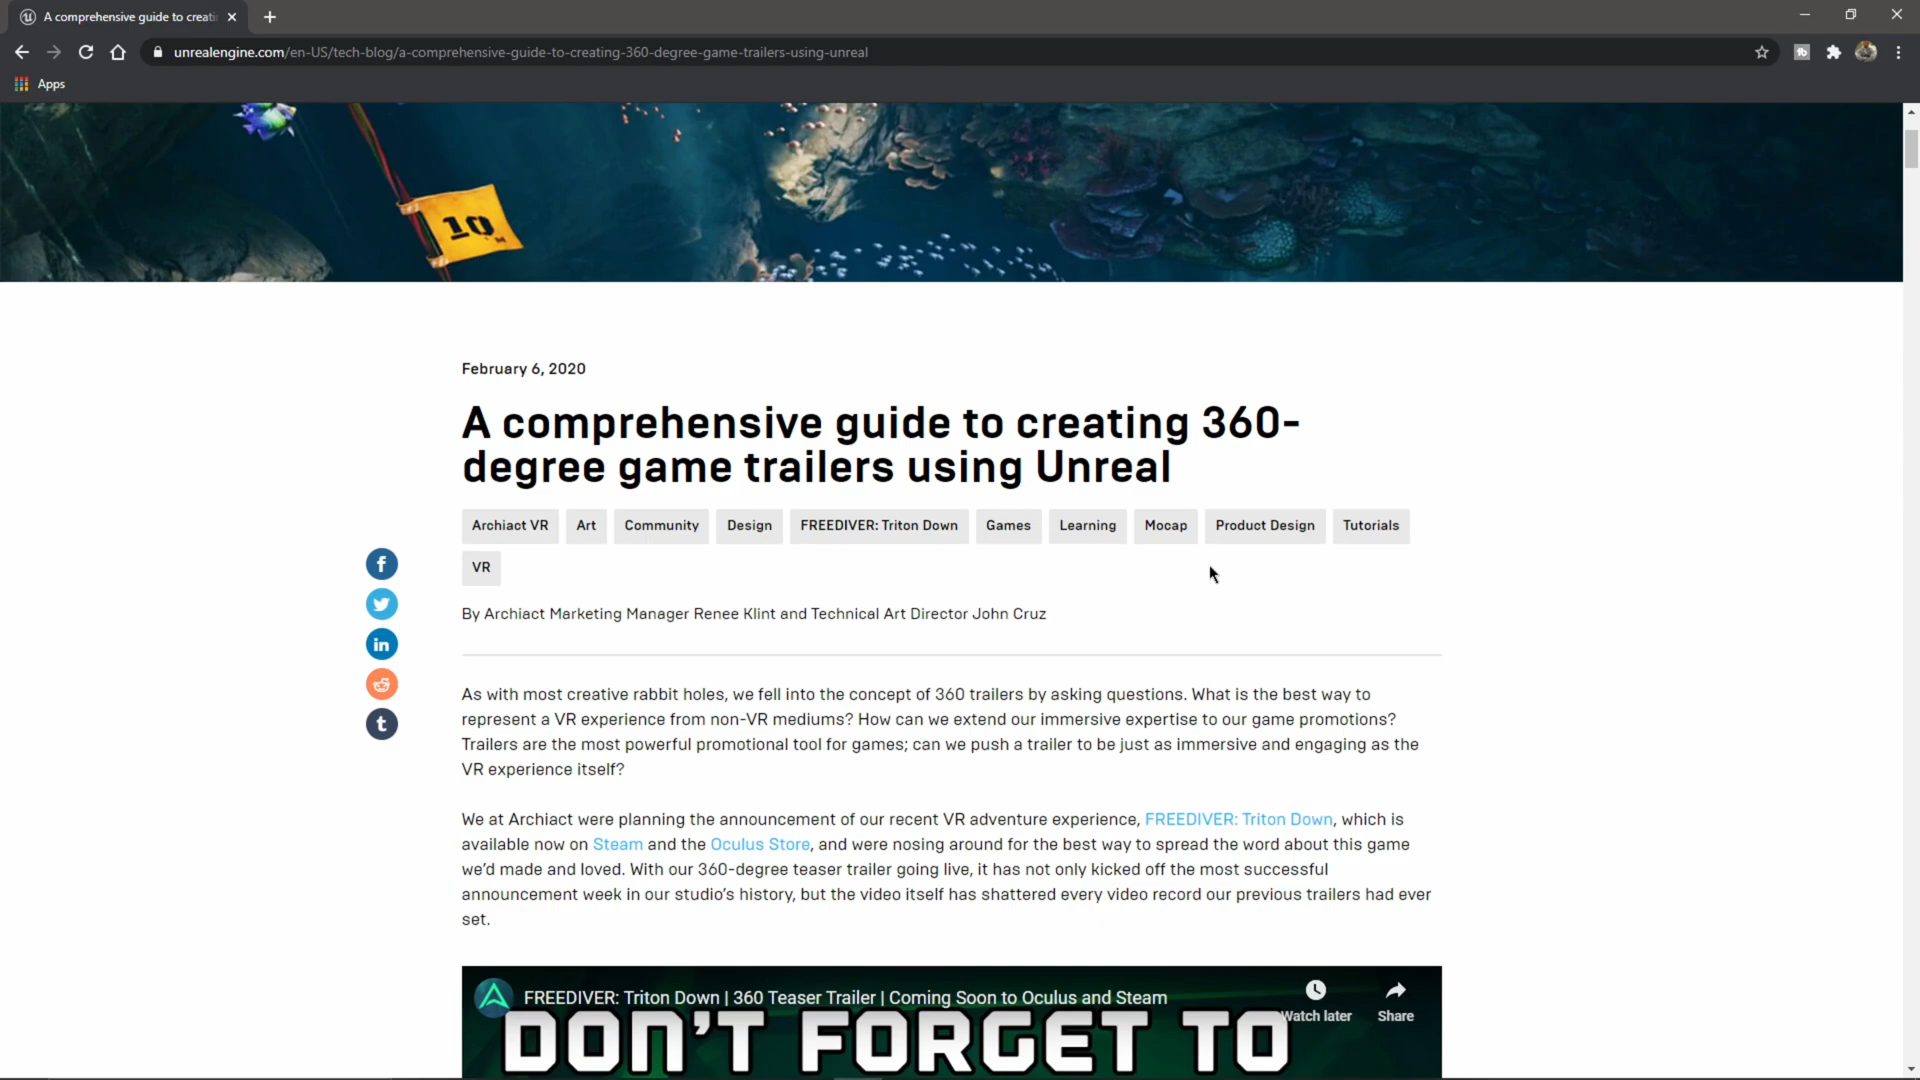 A comprehensive guide to creati
unrealengine.com/en-US/tech-blog/a-comprehensive-guide-to-creating-360-degree-game-trailers-using-unreal
Apps
10
February 6, 2020
A comprehensive guide to creating 360-
degree game trailers using Unreal
Archiact VR Art Community Design FREEDIVER: Triton Down Games Learning Mocap Product Design Tutorials
VR
By Archiact Marketing Manager Renee Klint and Technical Art Director John Cruz
As with most creative rabbit holes, we fell into the concept of 360 trailers by asking questions. What is the best way to
represent a VR experience from non-VR mediums? How can we extend our immersive expertise to our game promotions?
Trailers are the most powerful promotional tool for games; can we push a trailer to be just as immersive and engaging as the
VR experience itself?
We at Archiact were planning the announcement of our recent VR adventure experience, FREEDIVER: Triton Down, which is
available now on Steam and the Oculus Store, and were nosing around for the best way to spread the word about this game
we'd made and loved. With our 360-degree teaser trailer going live, it has not only kicked off the most successful
announcement week in our studio's history, but the video itself has shattered every video record our previous trailers had ever
set.
FREEDIVER: Triton Down | 360 Teaser Trailer | Coming Soon to Oculus and Steam
Watch later Share
DON'T FORGET TO